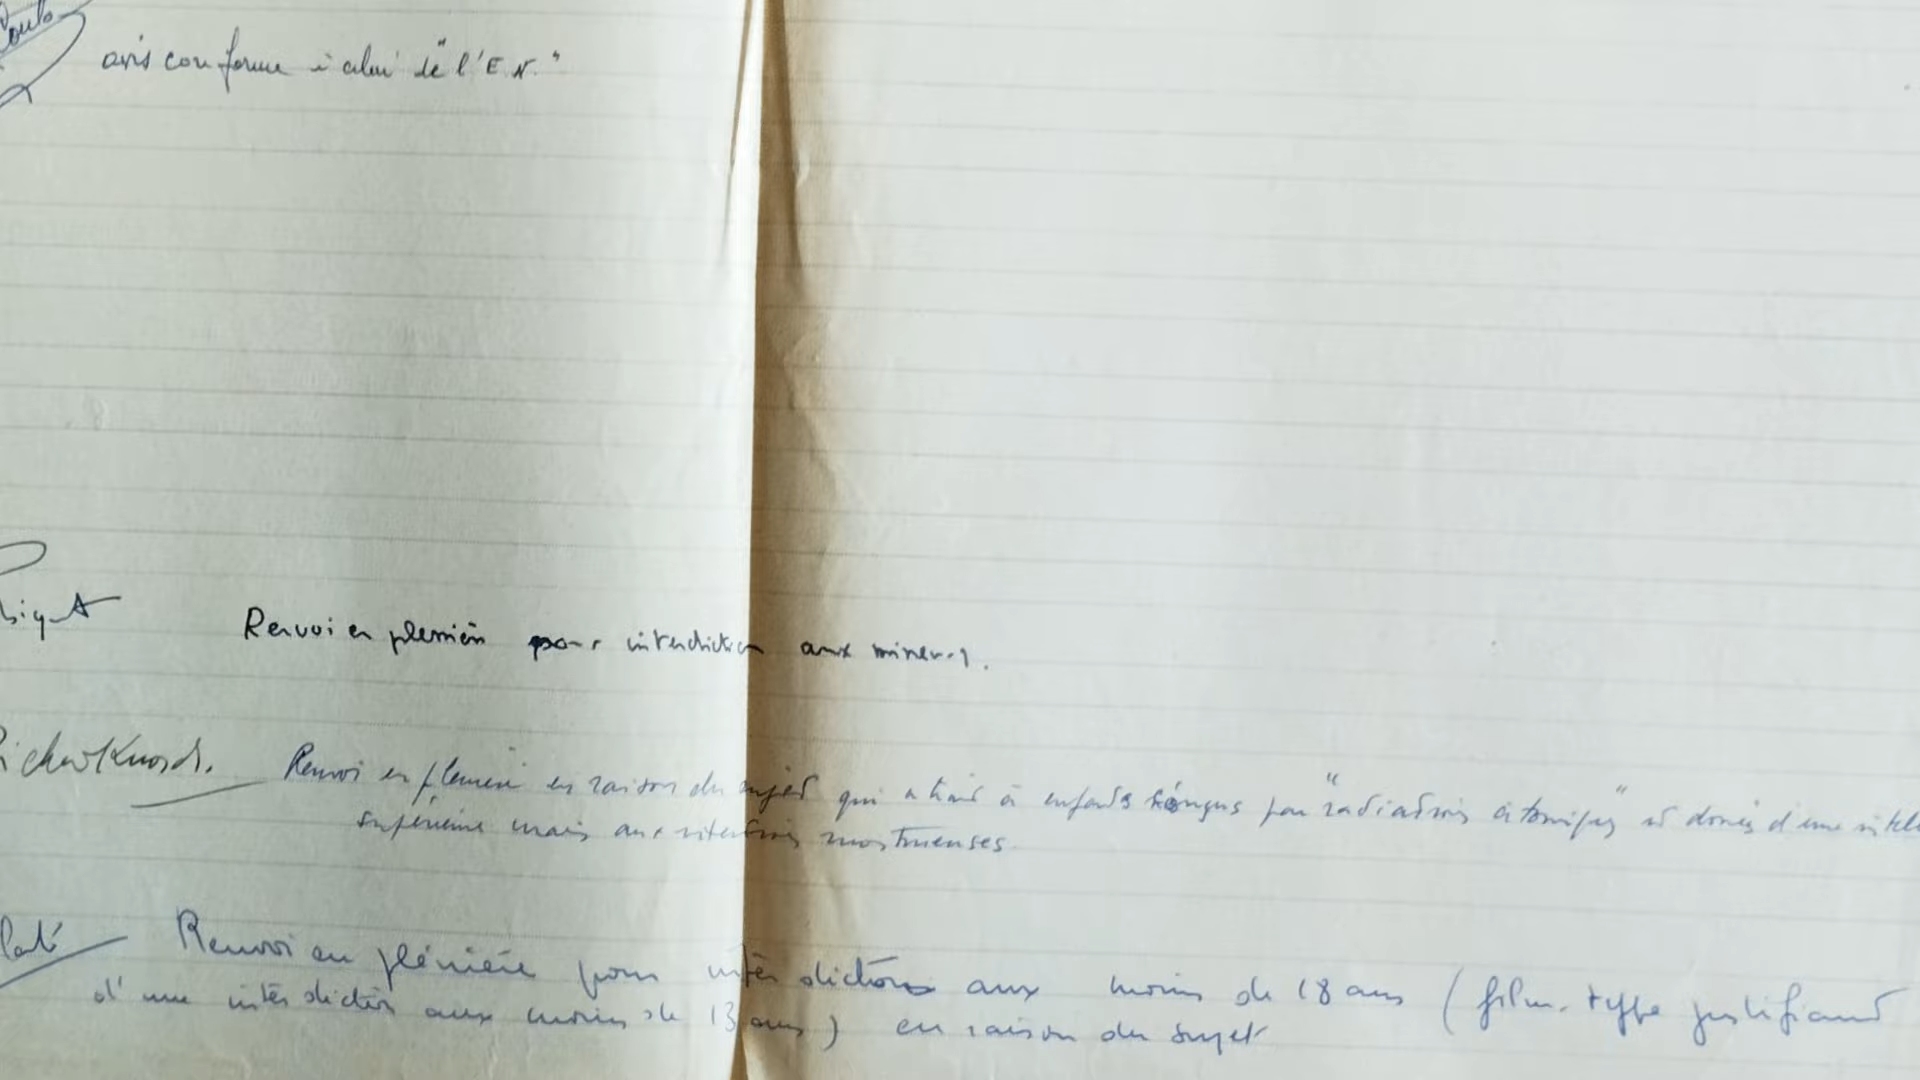 avis conforme à celui de "l'E.N."
Renvoi en plénière pour interdiction aux mineurs.
Renvoi en plénière en raison du sujet qui a trait à enfants conçus par "radiations atomiques" et doués d'une
supérieure mais aux intentions monstrueuses.
Renvoi en plénière pour interdiction aux moins de 18 ans (film-type justifiant
d'une interdiction aux moins de 13 ans) en raison du sujet